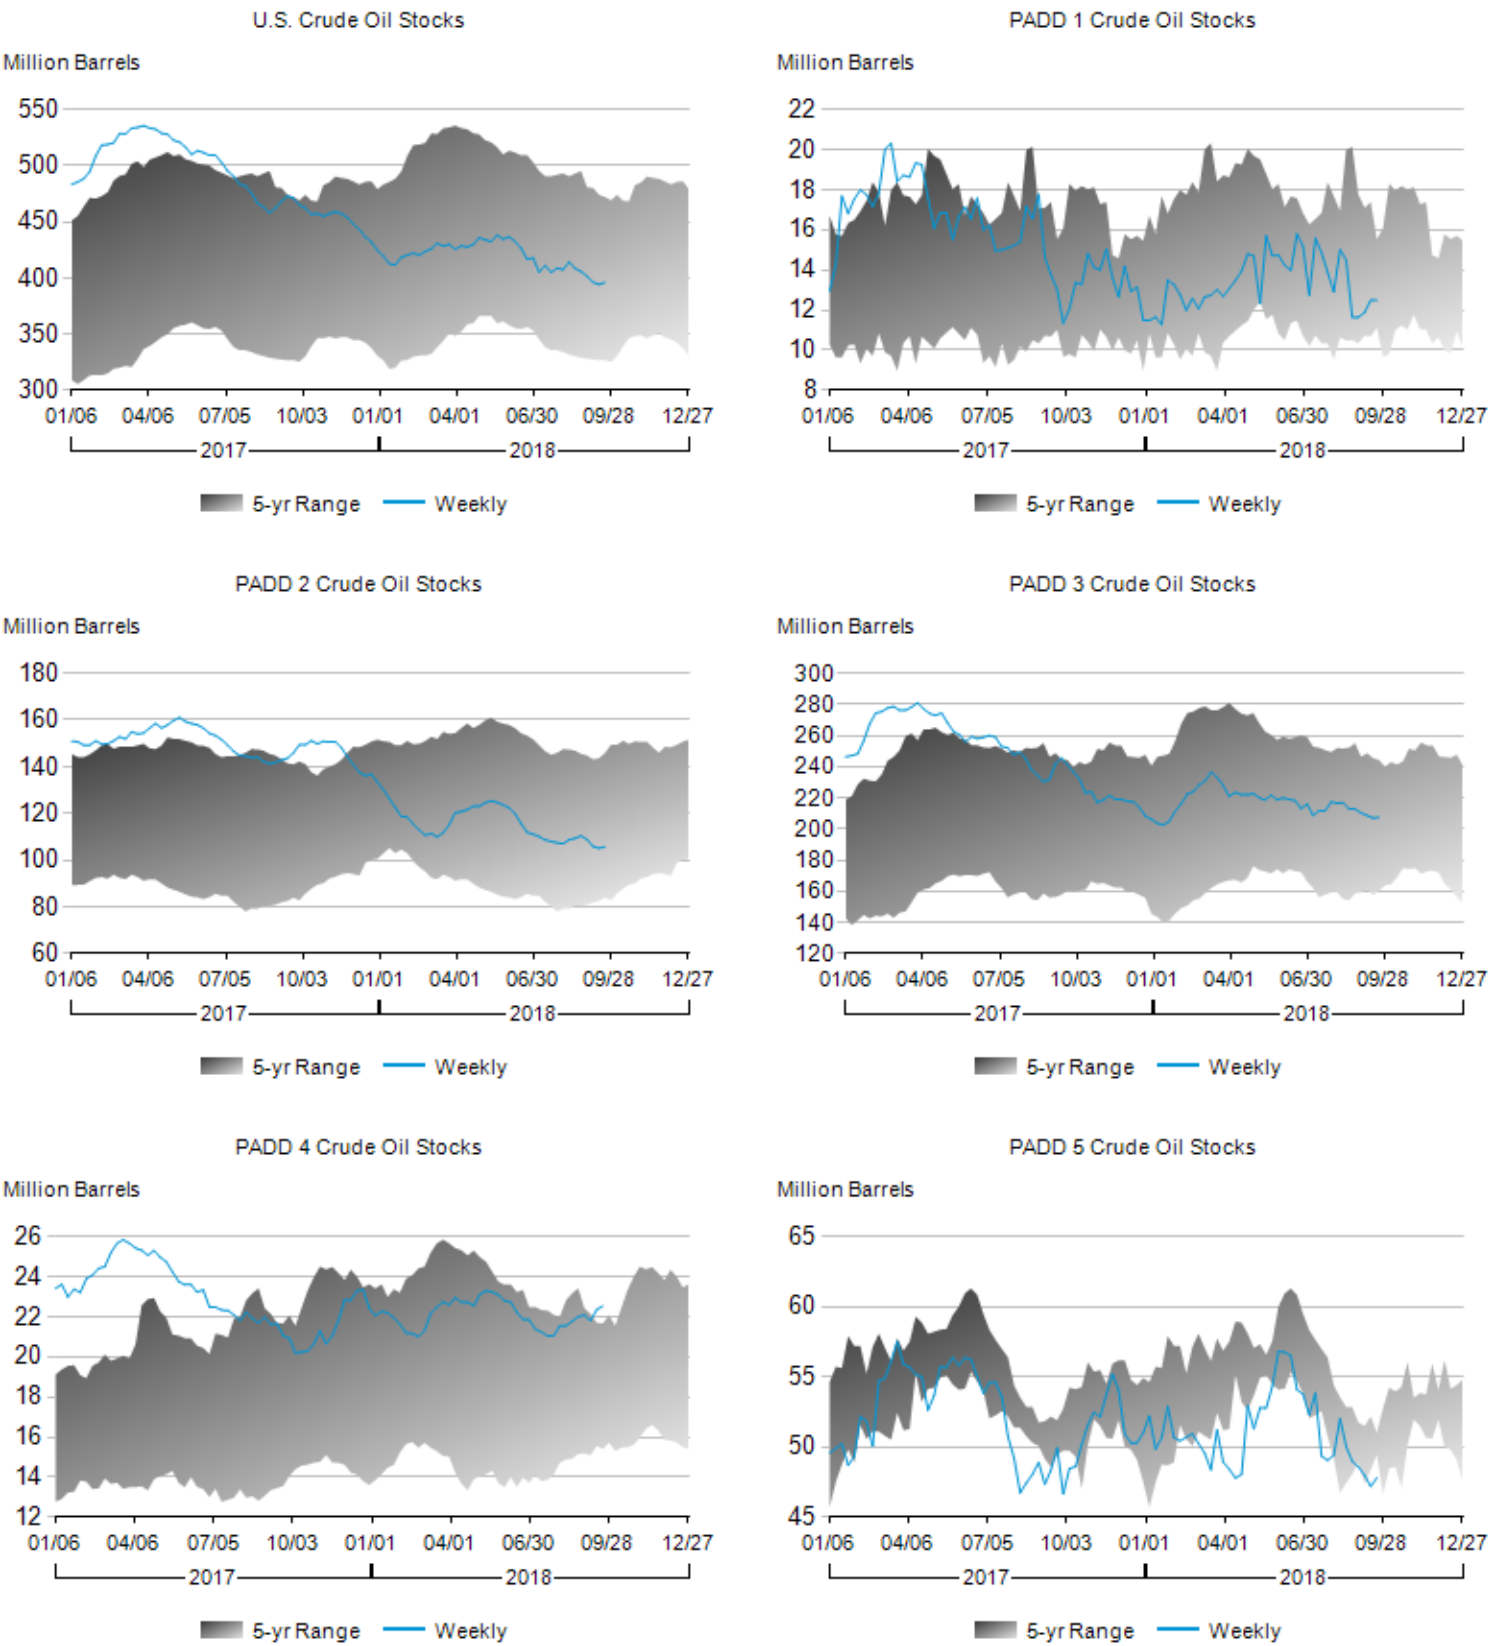 U.S. Crude Oil Stocks
Million Barrels
550
500
450
400
350
300
01/06 04/06 07/05 10/03 01/01 04/01 06/30 09/28 12/27
2017 2018
5-yr Range Weekly
PADD 1 Crude Oil Stocks
Million Barrels
22
20
18
16
14
12
10
8
01/06 04/06 07/05 10/03 01/01 04/01 06/30 09/28 12/27
2017 2018
5-yr Range Weekly
PADD 2 Crude Oil Stocks
Million Barrels
180
160
140
120
100
80
60
01/06 04/06 07/05 10/03 01/01 04/01 06/30 09/28 12/27
2017 2018
5-yr Range Weekly
PADD 3 Crude Oil Stocks
Million Barrels
300
280
260
240
220
200
180
160
140
120
01/06 04/06 07/05 10/03 01/01 04/01 06/30 09/28 12/27
2017 2018
5-yr Range Weekly
PADD 4 Crude Oil Stocks
Million Barrels
26
24
22
20
18
16
14
12
01/06 04/06 07/05 10/03 01/01 04/01 06/30 09/28 12/27
2017 2018
5-yr Range Weekly
PADD 5 Crude Oil Stocks
Million Barrels
65
60
55
50
45
01/06 04/06 07/05 10/03 01/01 04/01 06/30 09/28 12/27
2017 2018
5-yr Range Weekly